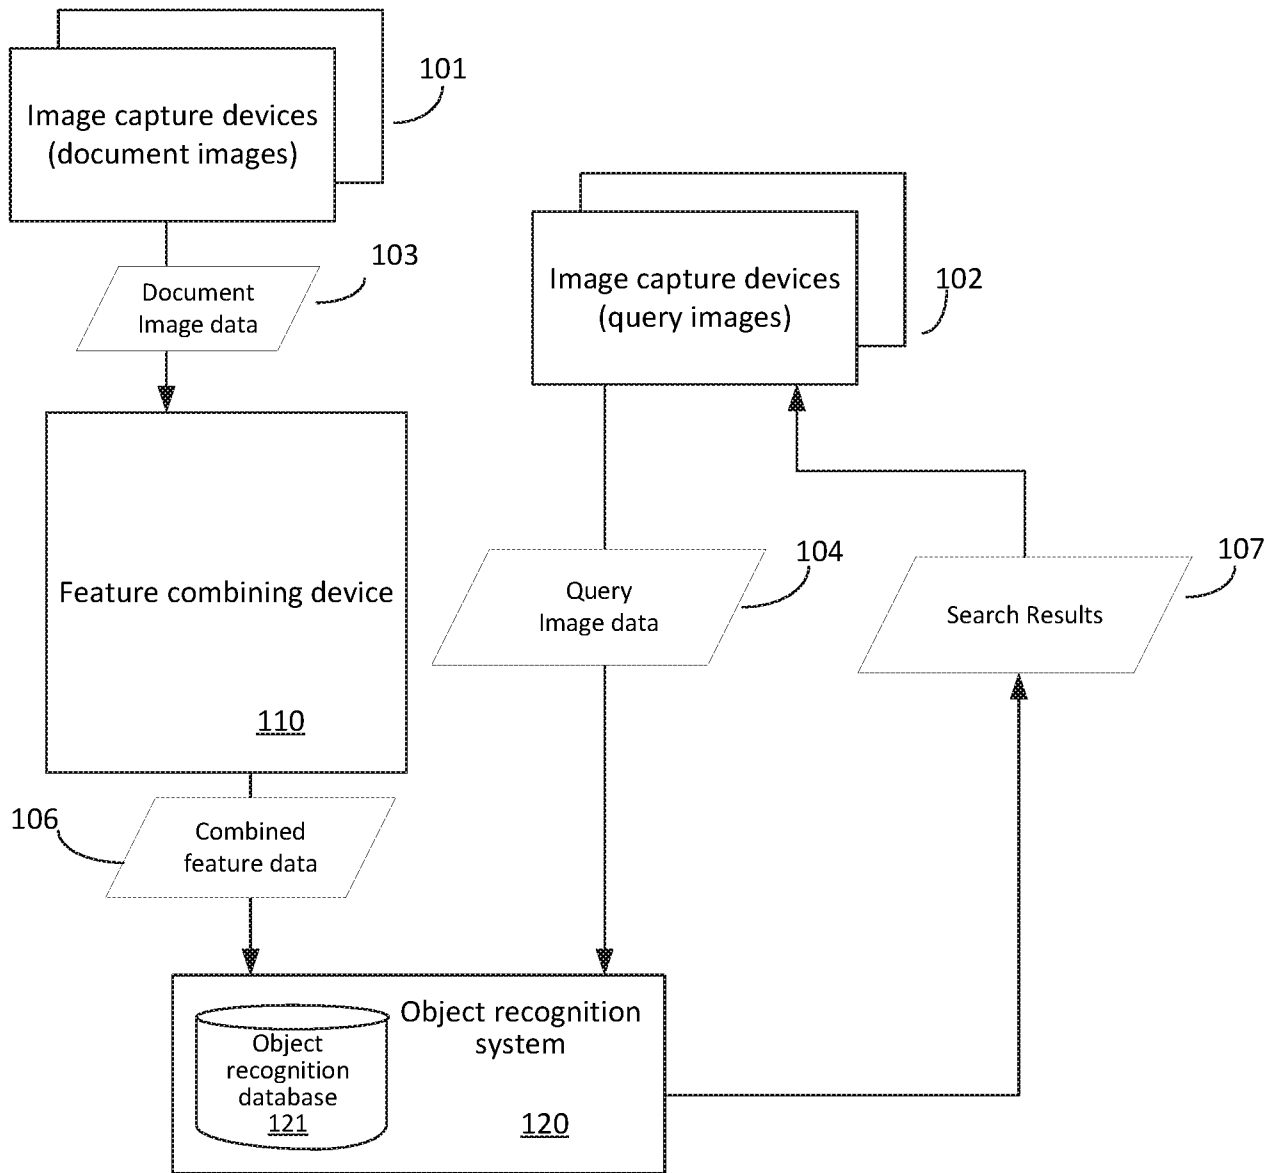 Image capture devices
(document images)
101
Document
Image data
103
Image capture devices
(query images)
102
Feature combining device
110
Query
Image data
104
Search Results
107
Combined
feature data
106
Object recognition
system
120
Object
recognition
database
121